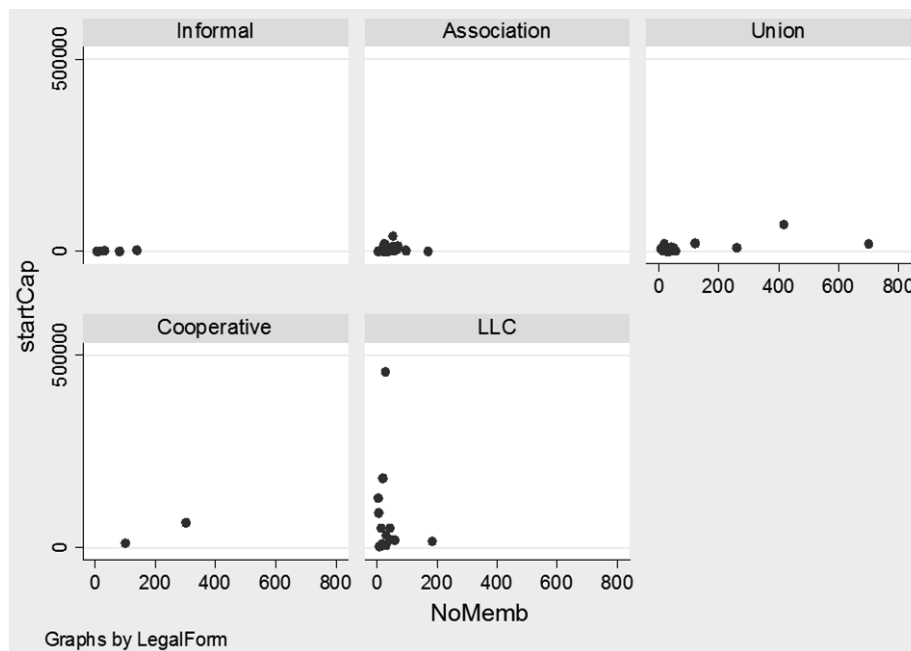 Informal
Association
Union
500000
0
0 200 400 600 800
startCap
Cooperative
LLC
500000
0
0 200 400 600 800
0 200 400 600 800
NoMemb
Graphs by LegalForm